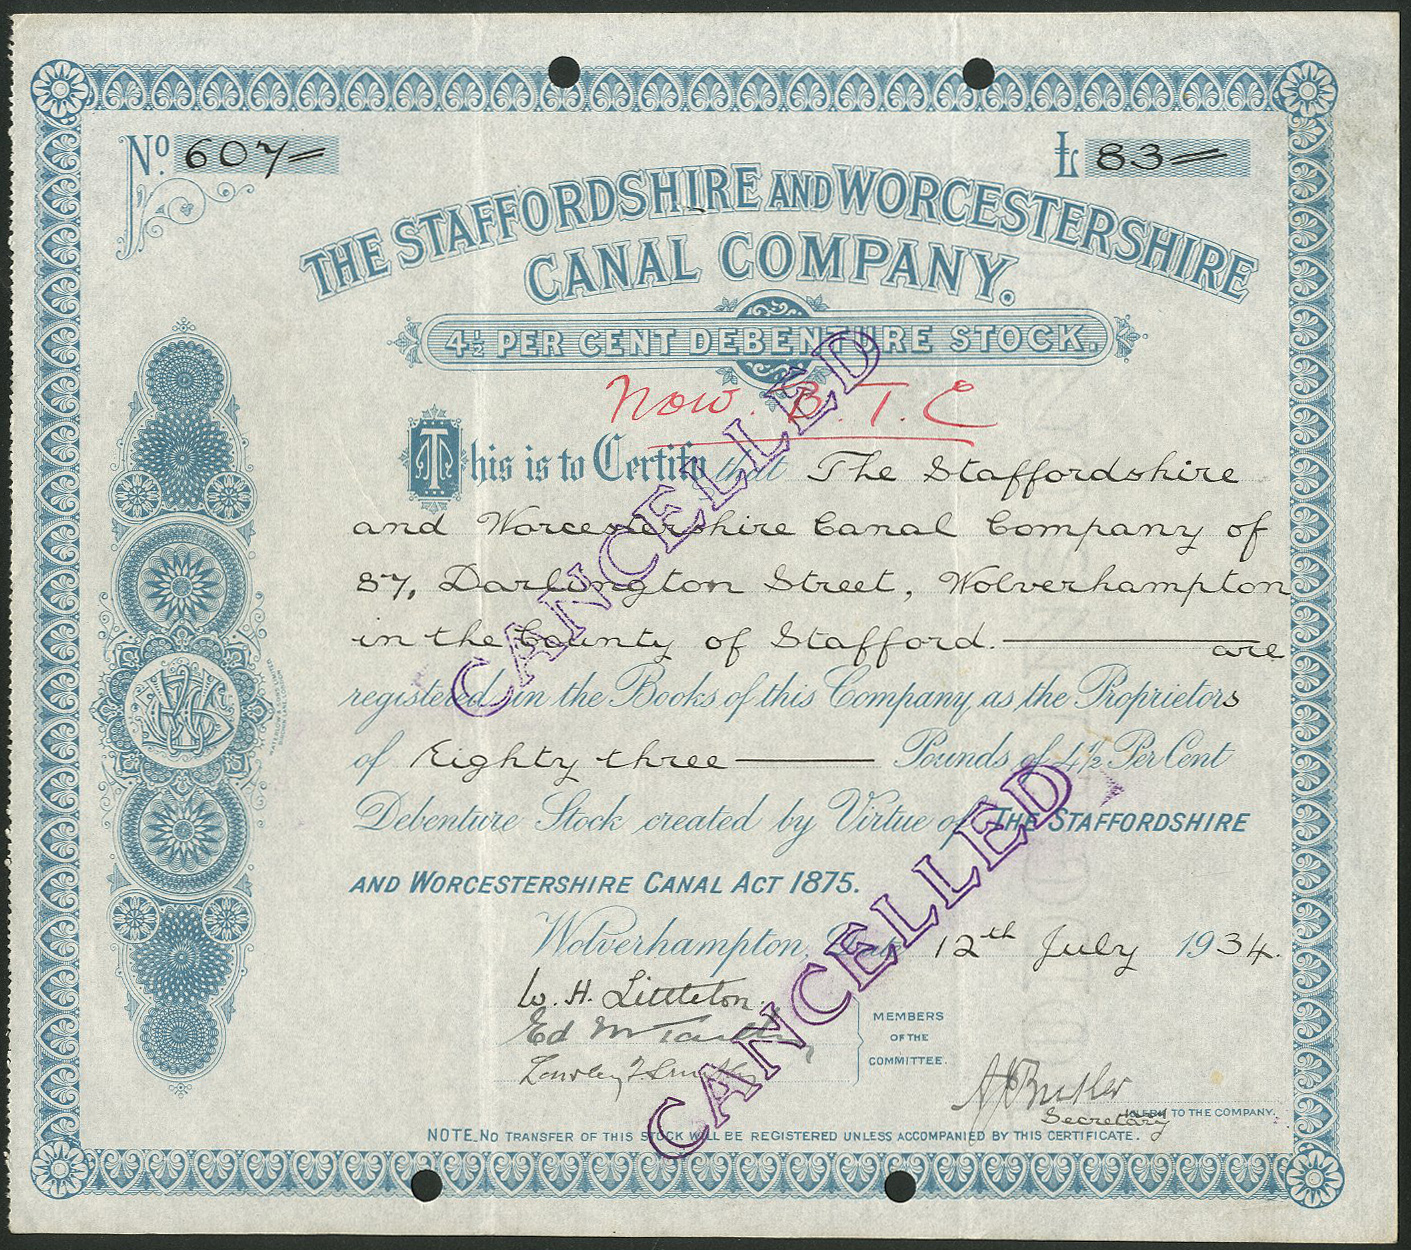 No. 607 =
£ 83 =
THE STAFFORDSHIRE AND WORCESTERSHIRE
CANAL COMPANY.
4½ PER CENT DEBENTURE STOCK.
Now. B. T. C
This is to Certify that The Staffordshire
and Worcestershire Canal Company of
87, Darlington Street, Wolverhampton
in the County of Stafford. are
registered in the Books of this Company as the Proprietors
of Eighty three Pounds of 4½ Per Cent
Debenture Stock created by Virtue of THE STAFFORDSHIRE
AND WORCESTERSHIRE CANAL ACT 1875.
Wolverhampton, 12th July 1934.
W. H. Littleton.
Ed M
MEMBERS
OF THE
COMMITTEE.
A J Butler
Secretary TO THE COMPANY.
NOTE. NO TRANSFER OF THIS STOCK WILL BE REGISTERED UNLESS ACCOMPANIED BY THIS CERTIFICATE.
CANCELLED
CANCELLED